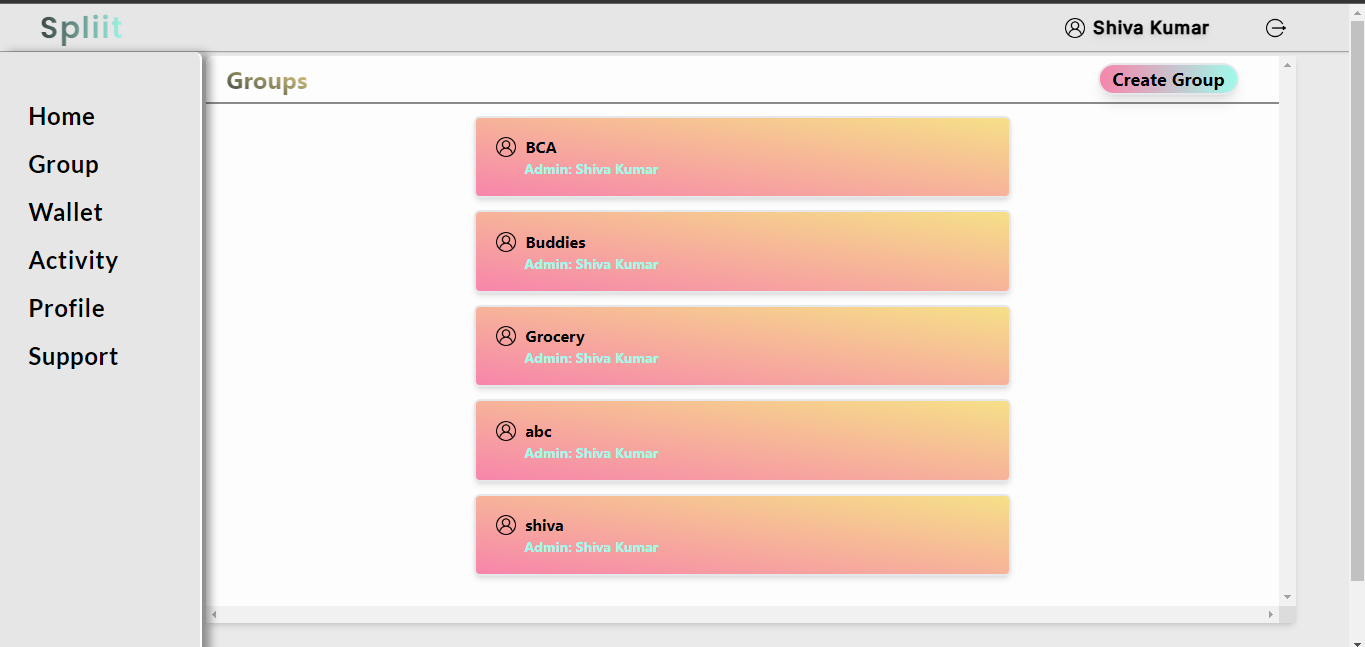 Spliit
Shiva Kumar
Home
Group
Wallet
Activity
Profile
Support
Groups
Create Group
BCA
Admin: Shiva Kumar
Buddies
Admin: Shiva Kumar
Grocery
Admin: Shiva Kumar
abc
Admin: Shiva Kumar
shiva
Admin: Shiva Kumar